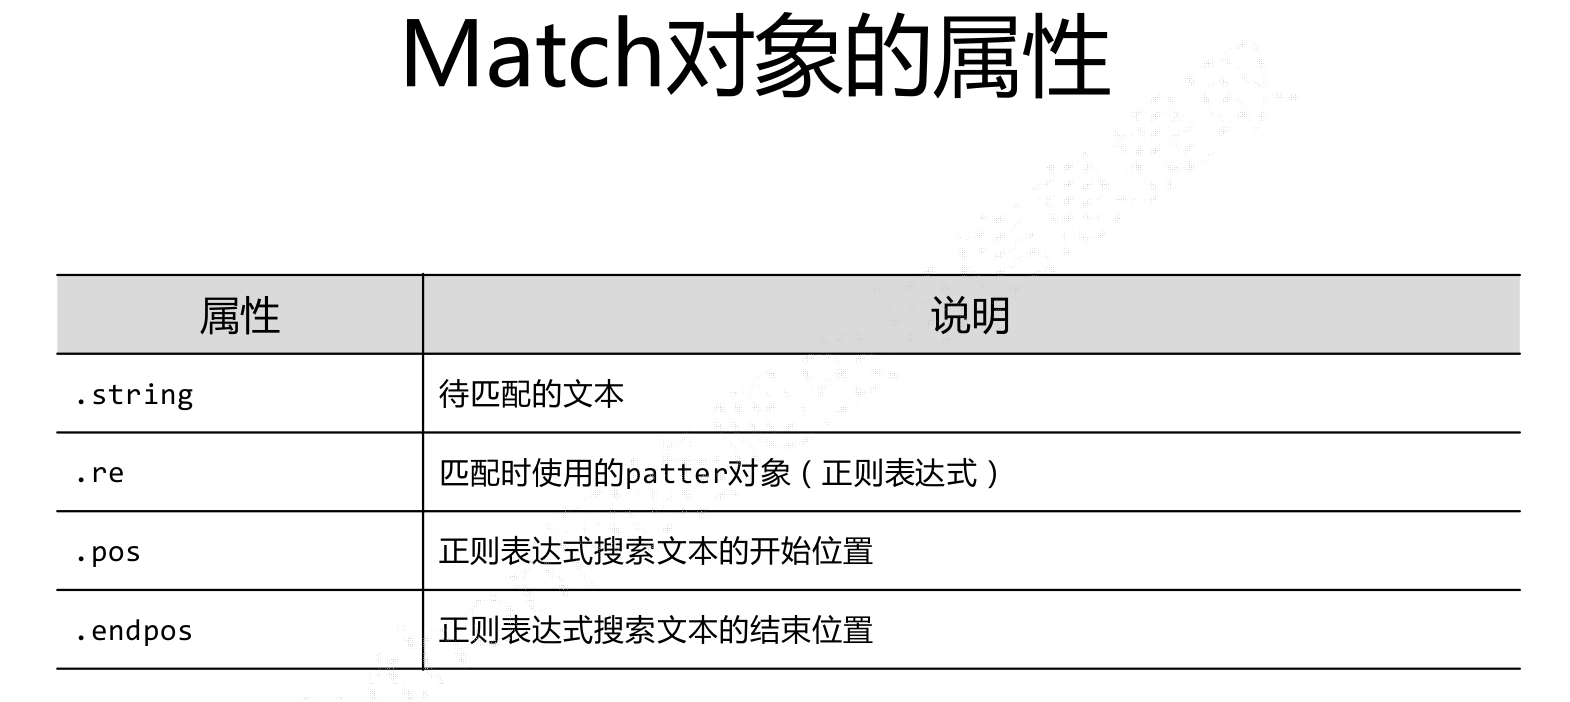 Match对象的属性
属性 说明
.string 待匹配的文本
.re 匹配时使用的patter对象（正则表达式）
.pos 正则表达式搜索文本的开始位置
.endpos 正则表达式搜索文本的结束位置